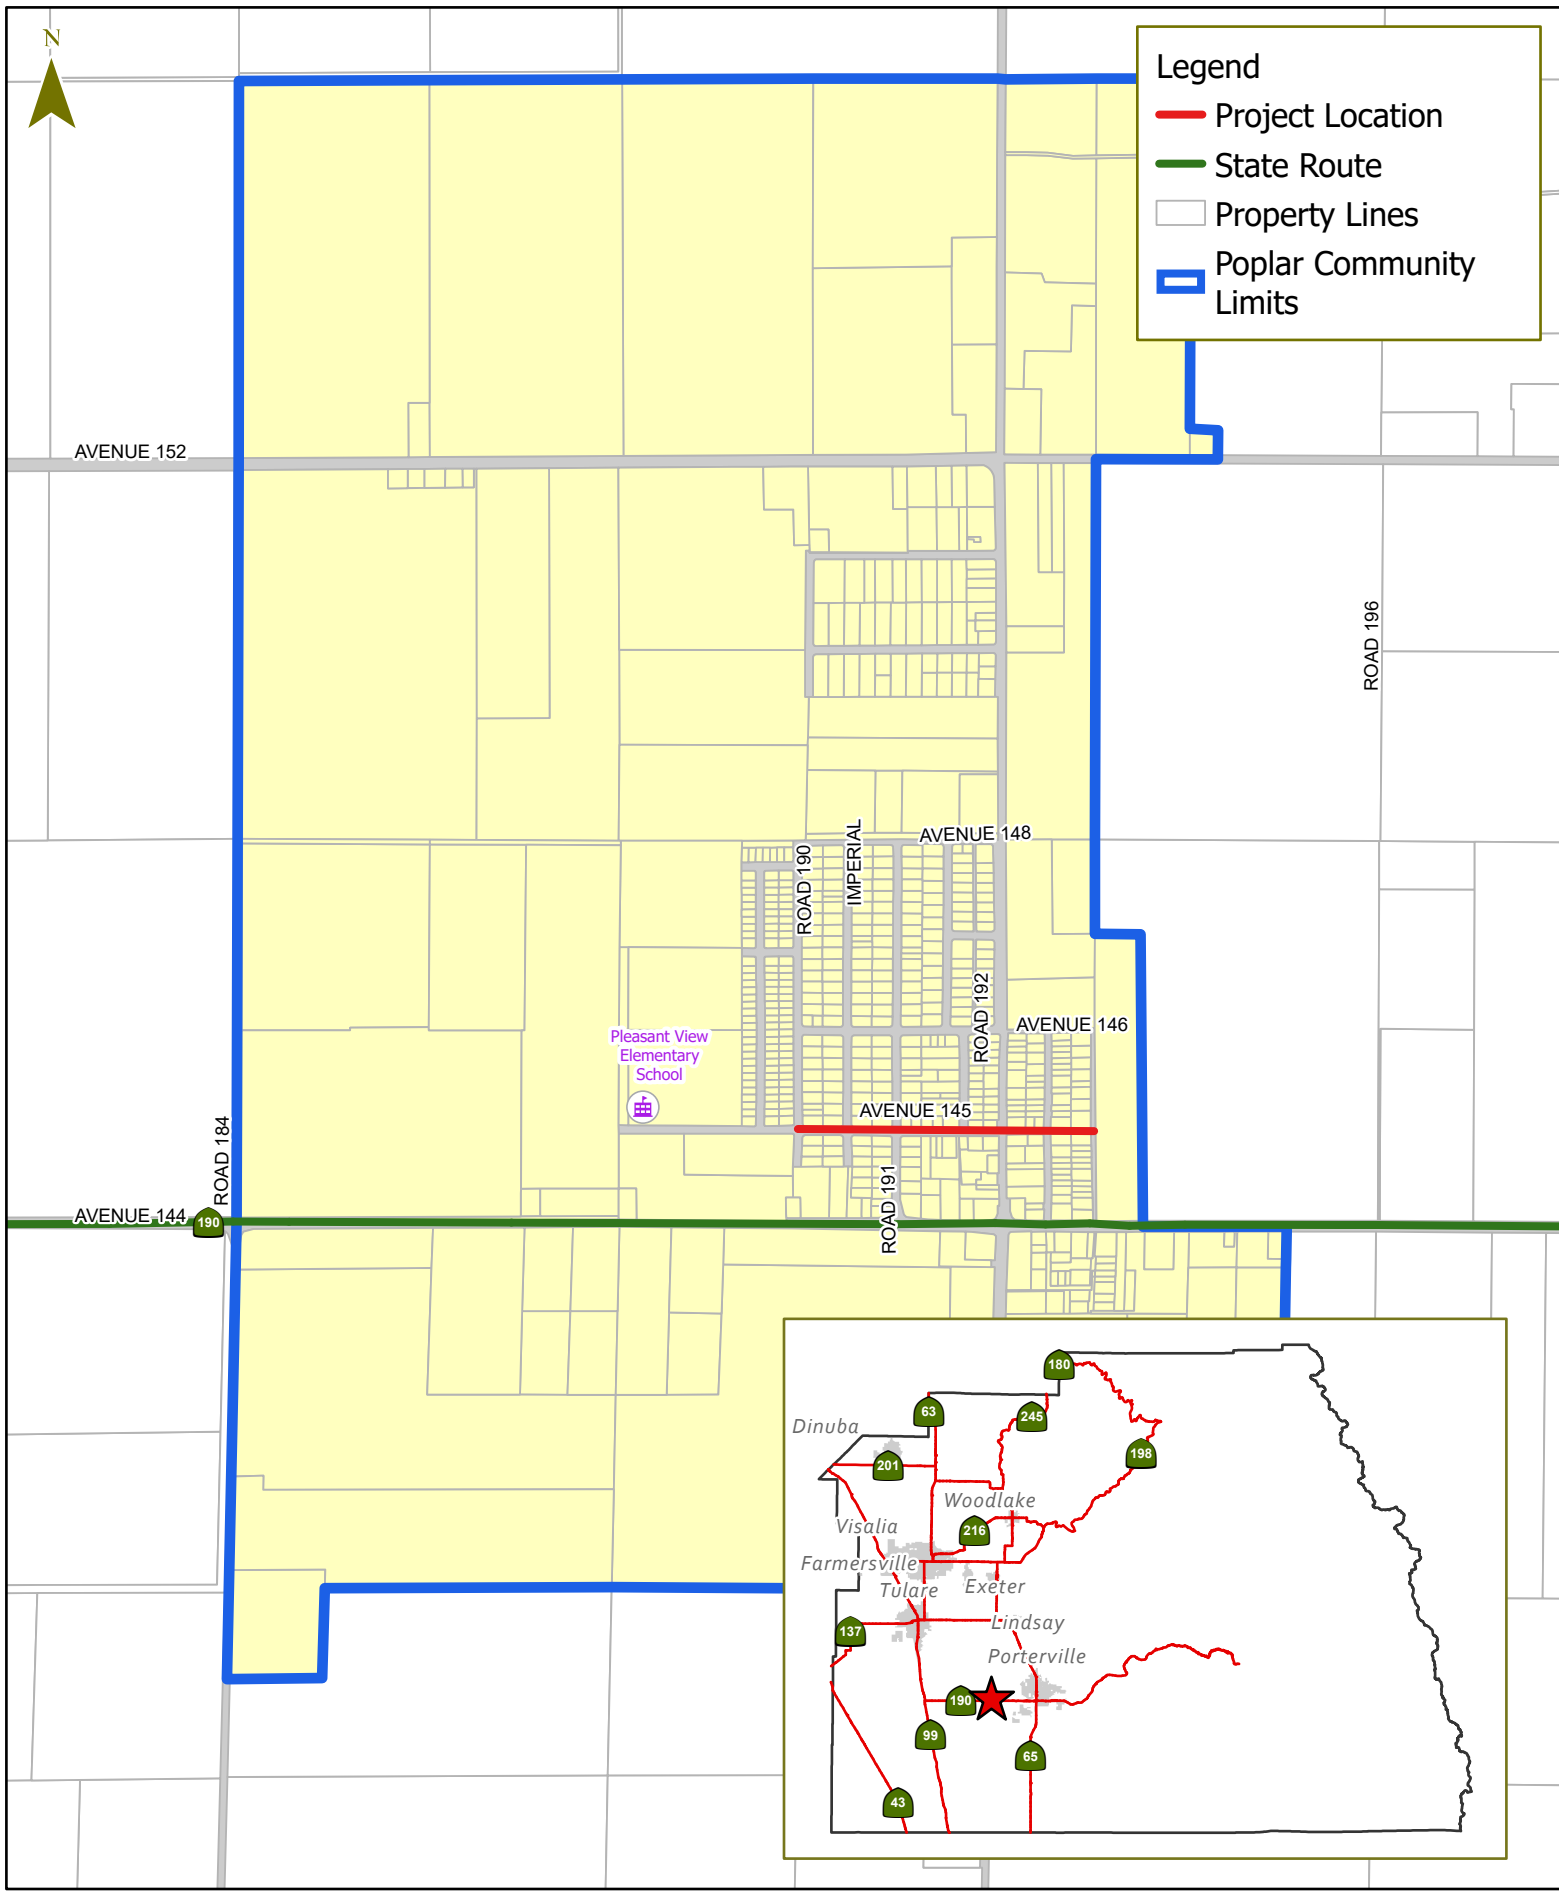 N
Legend
Project Location
State Route
Property Lines
Poplar Community
Limits
AVENUE 152
ROAD 196
AVENUE 148
IMPERIAL
ROAD 190
ROAD 192
AVENUE 146
Pleasant View
Elementary
School
AVENUE 145
ROAD 184
ROAD 191
AVENUE 144
190
180
63
245
Dinuba
198
201
Woodlake
Visalia
216
Farmersville
Tulare
Exeter
Lindsay
137
Porterville
190
99
65
43